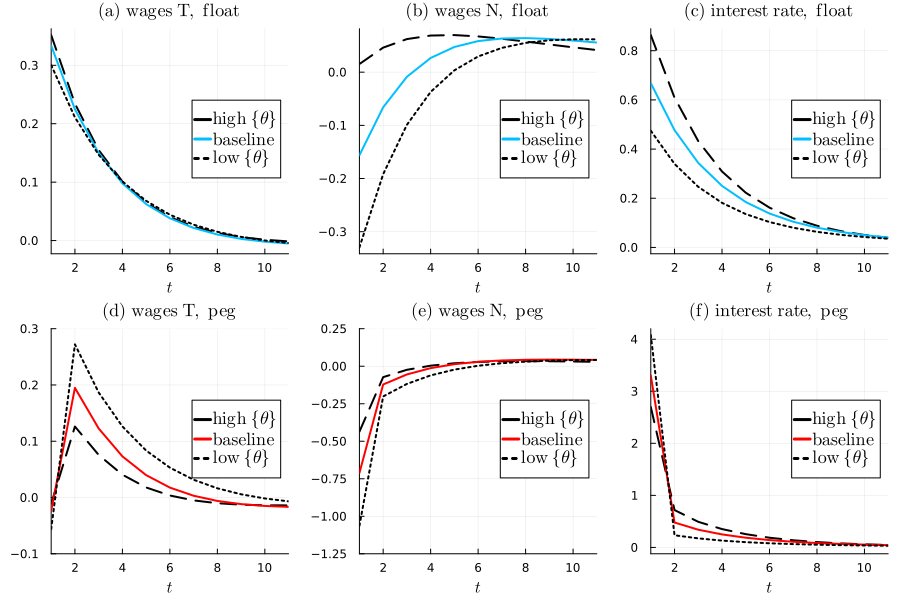 (a) wages T, float
0.3
0.2
0.1
0.0
2 4 6 8 10
t
high {θ}
baseline
low {θ}
(b) wages N, float
0.0
−0.1
−0.2
−0.3
2 4 6 8 10
t
high {θ}
baseline
low {θ}
(c) interest rate, float
0.8
0.6
0.4
0.2
0.0
2 4 6 8 10
t
high {θ}
baseline
low {θ}
(d) wages T, peg
0.3
0.2
0.1
0.0
−0.1
2 4 6 8 10
t
high {θ}
baseline
low {θ}
(e) wages N, peg
0.25
0.00
−0.25
−0.50
−0.75
−1.00
−1.25
2 4 6 8 10
t
high {θ}
baseline
low {θ}
(f) interest rate, peg
4
3
2
1
0
2 4 6 8 10
t
high {θ}
baseline
low {θ}